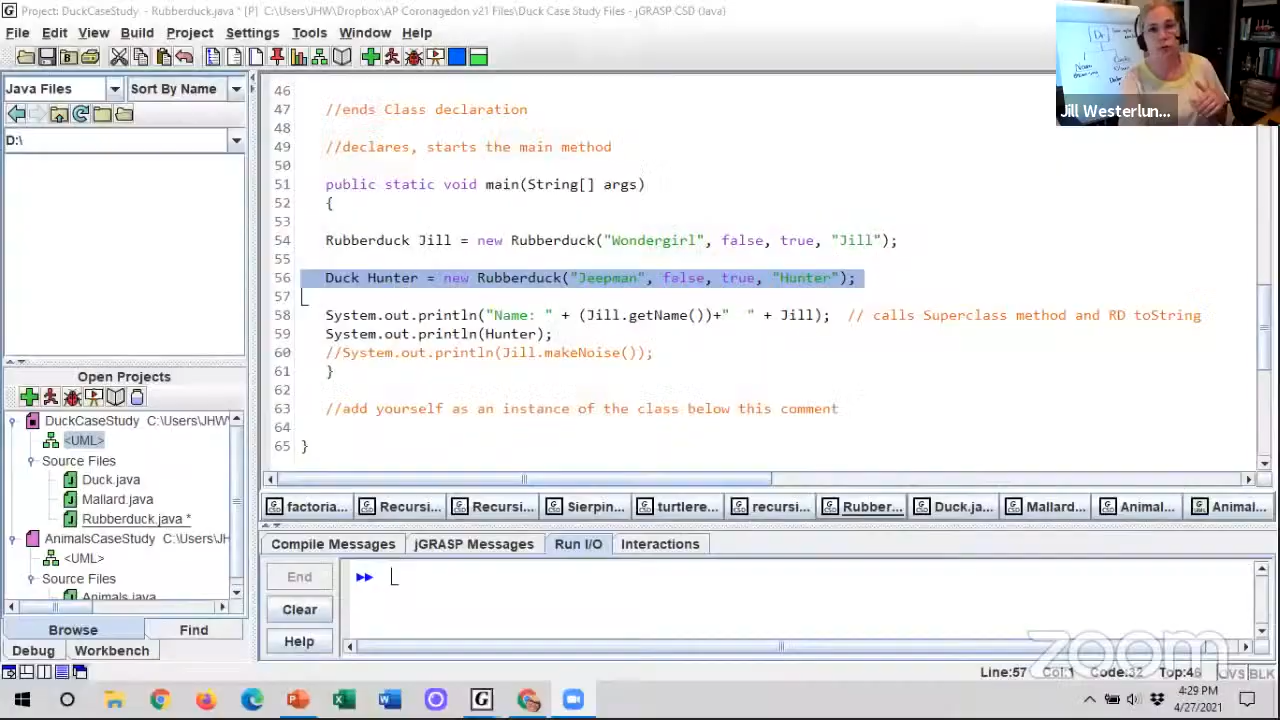 Project: DuckCaseStudy - Rubberduck.java * [P] C:\Users\JHW\Dropbox\AP Coronagedon v21 Files\Duck Case Study Files - jGRASP CSD (Java)
File Edit View Build Project Settings Tools Window Help
Jill Westerlun...
Java Files
Sort By Name
D:\
46
47 //ends Class declaration
48
49 //declares, starts the main method
50
51 public static void main(String[] args)
52 {
53
54 Rubberduck Jill = new Rubberduck("Wondergirl", false, true, "Jill");
55
56 Duck Hunter = new Rubberduck("Jeepman", false, true, "Hunter");
57
58 System.out.println("Name: " + (Jill.getName())+" " + Jill); // calls Superclass method and RD toString
59 System.out.println(Hunter);
60 //System.out.println(Jill.makeNoise());
61 }
62
63 //add yourself as an instance of the class below this comment
64
65 }
Open Projects
DuckCaseStudy C:\Users\JHW\
<UML>
Source Files
Duck.java
Mallard.java
Rubberduck.java *
AnimalsCaseStudy C:\Users\JH
<UML>
Source Files
Animals.java
Browse Find
Debug Workbench
factoria... Recursi... Recurs... Sierpin... turtlere... recursi... Rubber... Duck.ja... Mallard... Animal... Animal...
Compile Messages jGRASP Messages Run I/O Interactions
End
Clear
Help
zoom
Line:57 Col:1 Code:32 Top:46 OVS BLK
4:29 PM
4/27/2021